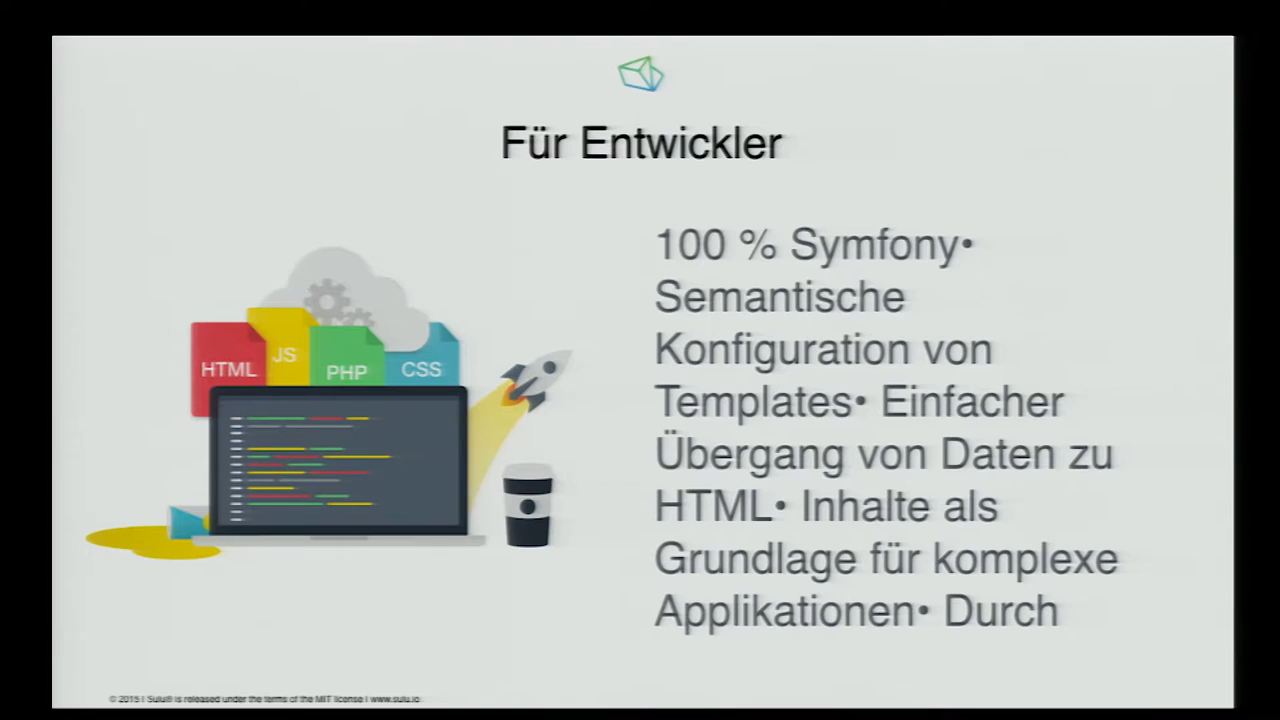 Für Entwickler
100 % Symfony•
Semantische
Konfiguration von
Templates• Einfacher
Übergang von Daten zu
HTML• Inhalte als
Grundlage für komplexe
Applikationen• Durch
HTML
JS
PHP
CSS
© 2015 | Sulu® is released under the terms of the MIT license | www.sulu.io